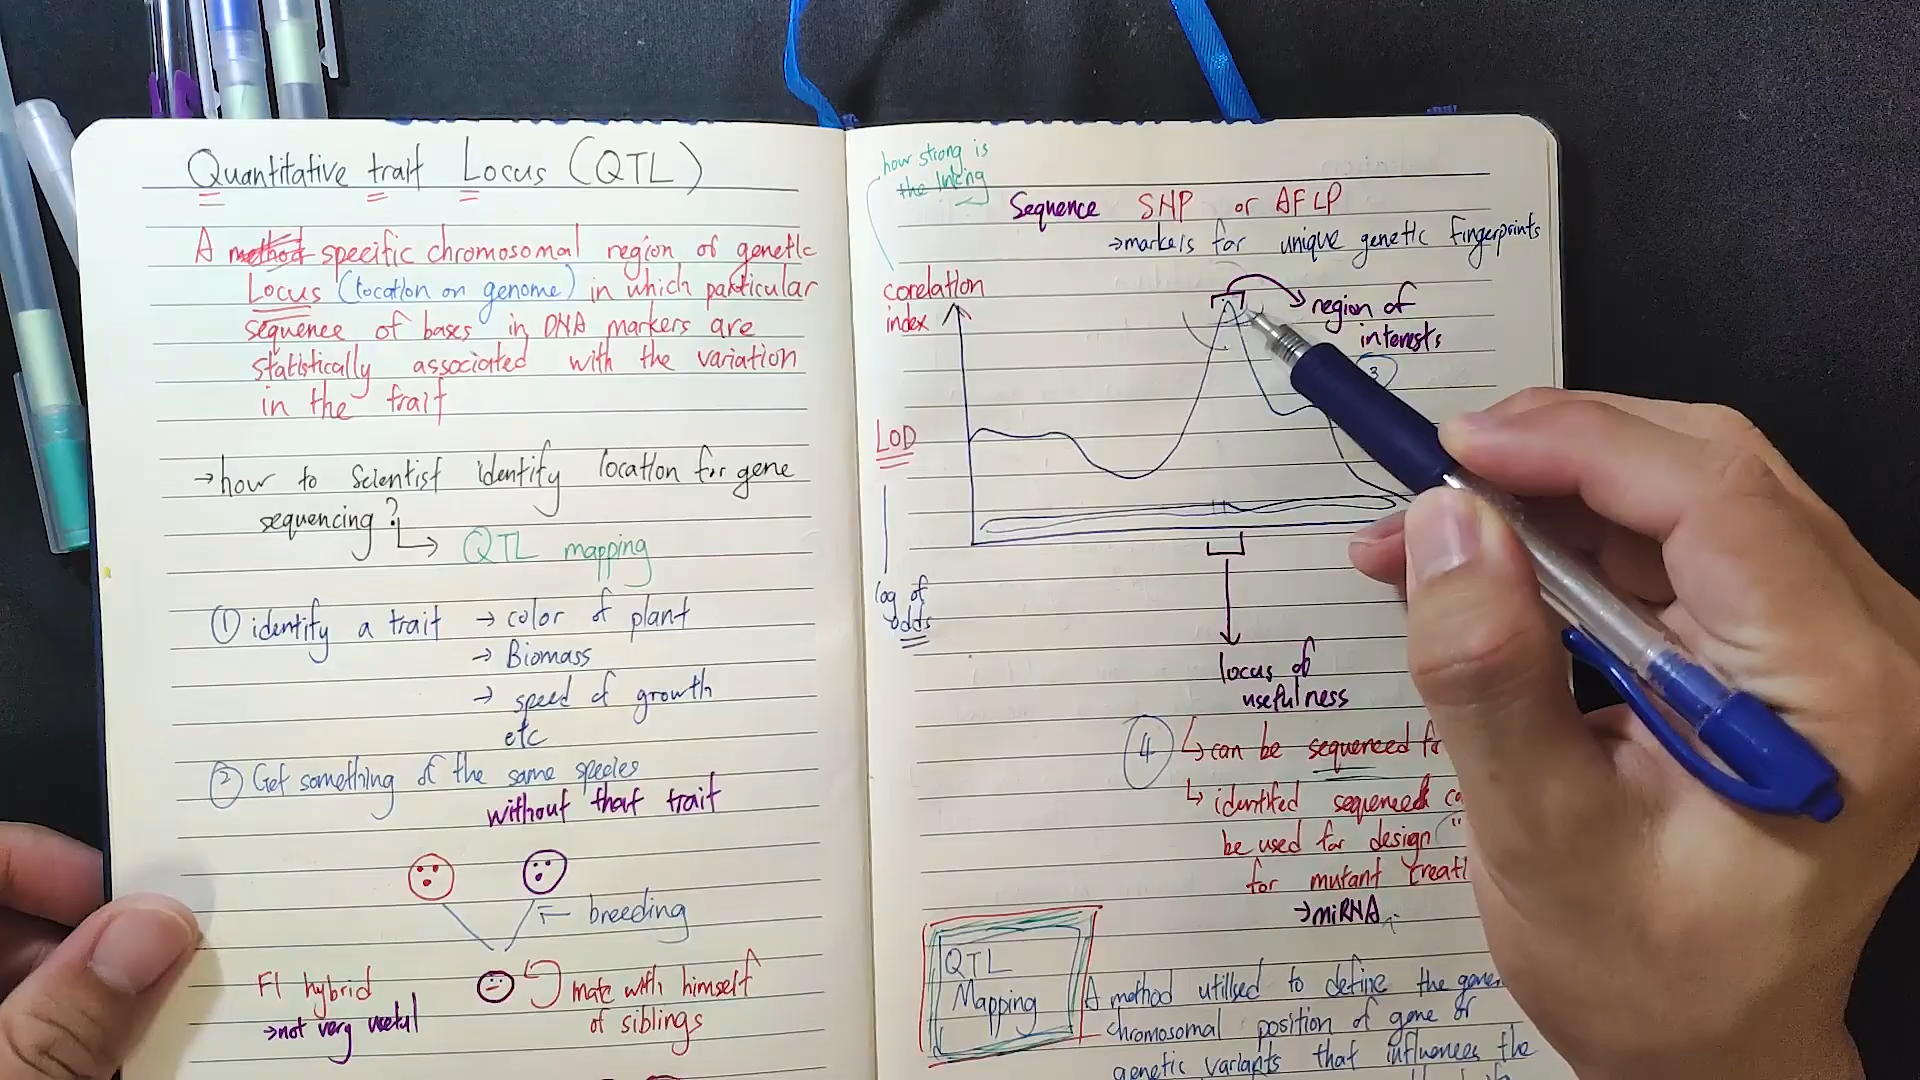 Quantitative trait Locus (QTL)
A method specific chromosomal region of genetic
Locus (location on genome) in which particular
sequence of bases in DNA markers are
statistically associated with the variation
in the trait
→ how to Scientist identify location for gene
sequencing?
QTL mapping
① identify a trait → color of plant
→ Biomass
→ speed of growth
etc
② Get something of the same species
without that trait
breeding
F1 hybrid
→ not very useful
mate with himself
of siblings
how strong is
the linking
Sequence SNP or AFLP
→ markers for unique genetic fingerprints
corelation
index
region of
interests
3
LOD
log of
odds
locus of
usefulness
④ ↳ can be sequenced
↳ identifed sequenced
be used for design "
for mutant
→ miRNA
QTL
Mapping
A method utilised to define the
chromosomal position of gene or
genetic variants that influences the